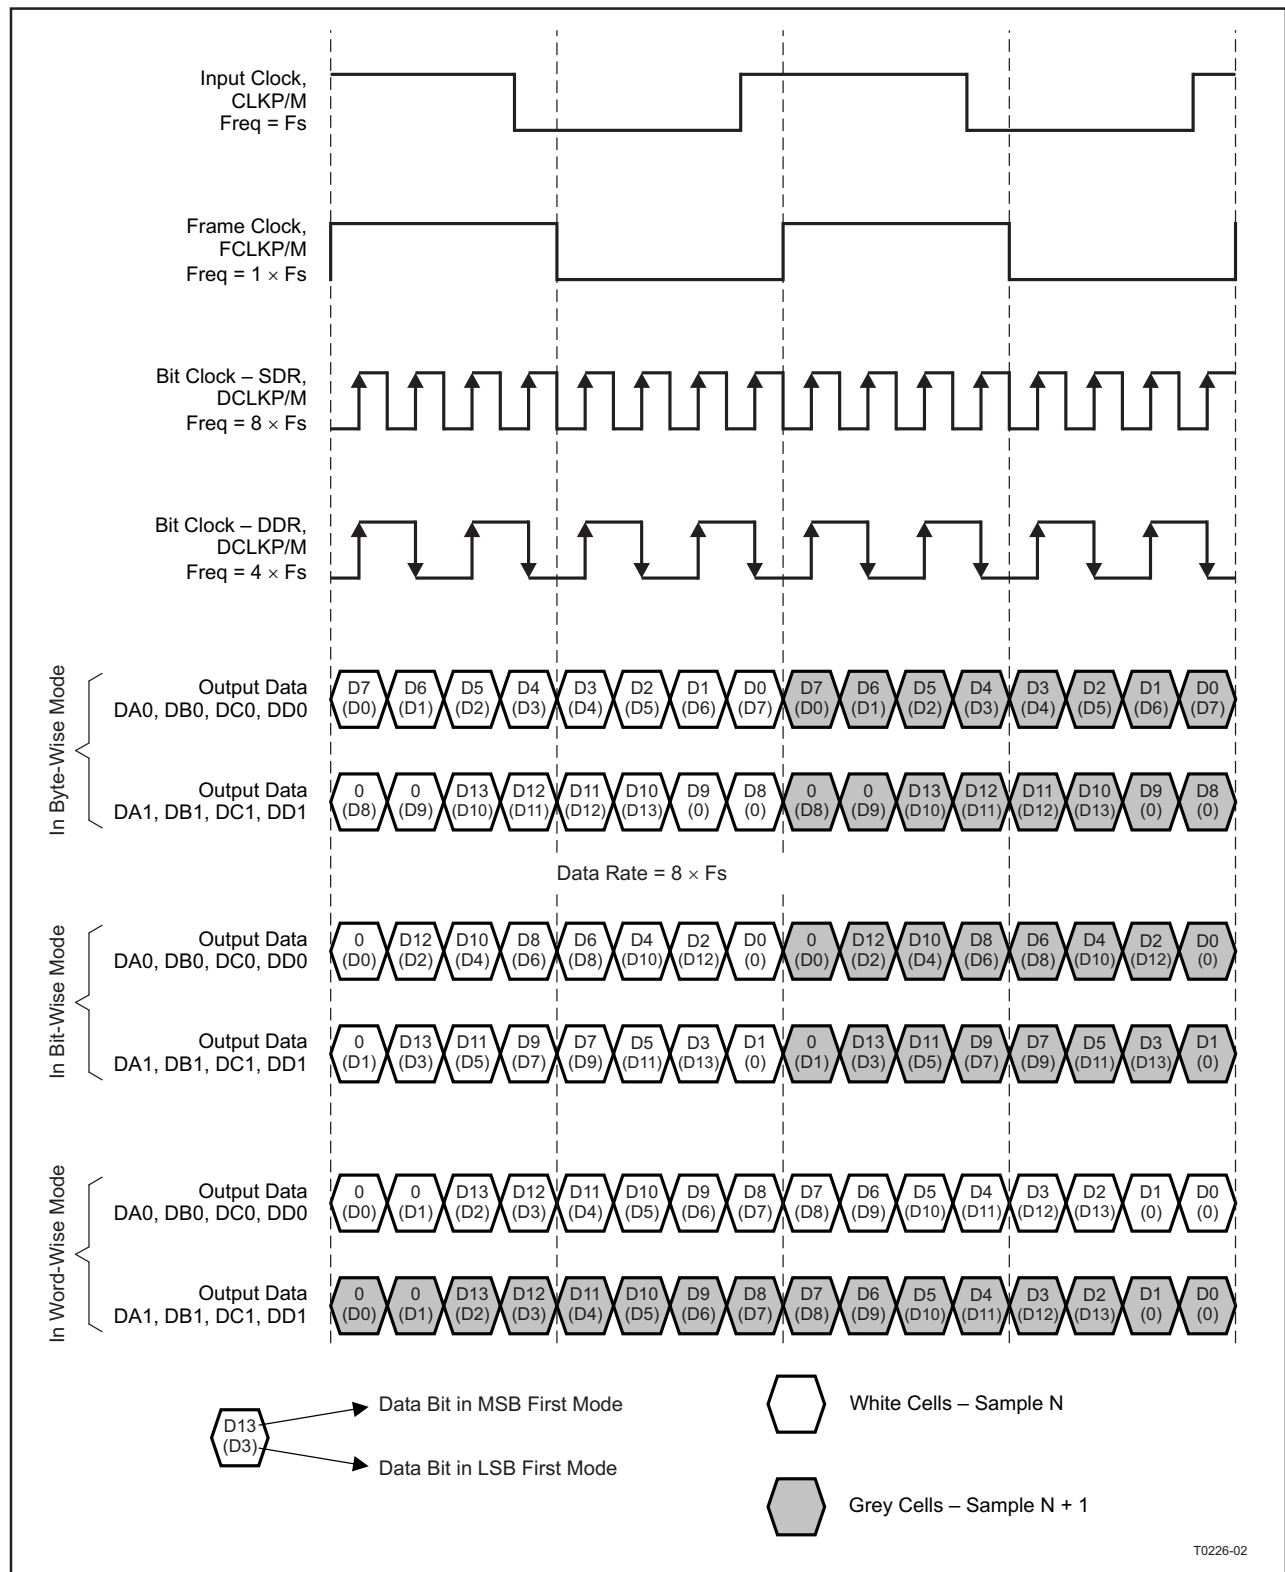 Input Clock,
CLKP/M
Freq = Fs
Frame Clock,
FCLKP/M
Freq = 1 × Fs
Bit Clock – SDR,
DCLKP/M
Freq = 8 × Fs
Bit Clock – DDR,
DCLKP/M
Freq = 4 × Fs
In Byte-Wise Mode
Output Data
DA0, DB0, DC0, DD0
D7 D6 D5 D4 D3 D2 D1 D0 D7 D6 D5 D4 D3 D2 D1 D0
(D0) (D1) (D2) (D3) (D4) (D5) (D6) (D7) (D0) (D1) (D2) (D3) (D4) (D5) (D6) (D7)
Output Data
DA1, DB1, DC1, DD1
0 0 D13 D12 D11 D10 D9 D8 0 0 D13 D12 D11 D10 D9 D8
(D8) (D9) (D10) (D11) (D12) (D13) (0) (0) (D8) (D9) (D10) (D11) (D12) (D13) (0) (0)
Data Rate = 8 × Fs
In Bit-Wise Mode
Output Data
DA0, DB0, DC0, DD0
0 D12 D10 D8 D6 D4 D2 D0 0 D12 D10 D8 D6 D4 D2 D0
(D0) (D2) (D4) (D6) (D8) (D10) (D12) (0) (D0) (D2) (D4) (D6) (D8) (D10) (D12) (0)
Output Data
DA1, DB1, DC1, DD1
0 D13 D11 D9 D7 D5 D3 D1 0 D13 D11 D9 D7 D5 D3 D1
(D1) (D3) (D5) (D7) (D9) (D11) (D13) (0) (D1) (D3) (D5) (D7) (D9) (D11) (D13) (0)
In Word-Wise Mode
Output Data
DA0, DB0, DC0, DD0
0 0 D13 D12 D11 D10 D9 D8 D7 D6 D5 D4 D3 D2 D1 D0
(D0) (D1) (D2) (D3) (D4) (D5) (D6) (D7) (D8) (D9) (D10) (D11) (D12) (D13) (0) (0)
Output Data
DA1, DB1, DC1, DD1
0 0 D13 D12 D11 D10 D9 D8 D7 D6 D5 D4 D3 D2 D1 D0
(D0) (D1) (D2) (D3) (D4) (D5) (D6) (D7) (D8) (D9) (D10) (D11) (D12) (D13) (0) (0)
D13
(D3)
Data Bit in MSB First Mode
Data Bit in LSB First Mode
White Cells – Sample N
Grey Cells – Sample N + 1
T0226-02